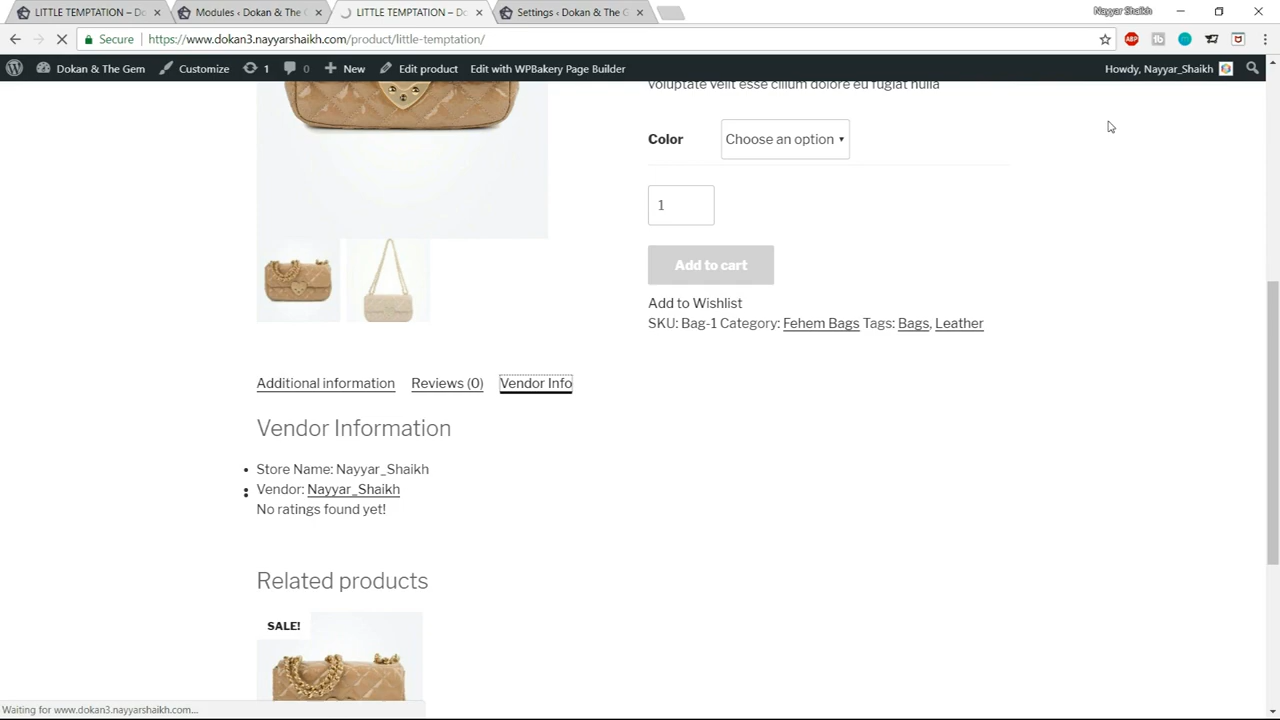 LITTLE TEMPTATION – Do
Modules ‹ Dokan & The G
LITTLE TEMPTATION – Do
Settings ‹ Dokan & The G
Nayyar Shaikh
Secure
https://www.dokan3.nayyarshaikh.com/product/little-temptation/
ABP
Dokan & The Gem
Customize
1
0
New
Edit product
Edit with WPBakery Page Builder
Howdy, Nayyar_Shaikh
voluptate velit esse cillum dolore eu fugiat nulla
Color
Choose an option
1
Add to cart
Add to Wishlist
SKU: Bag-1 Category: Fehem Bags Tags: Bags, Leather
Additional information
Reviews (0)
Vendor Info
Vendor Information
Store Name: Nayyar_Shaikh
Vendor: Nayyar_Shaikh
No ratings found yet!
Related products
SALE!
Waiting for www.dokan3.nayyarshaikh.com...